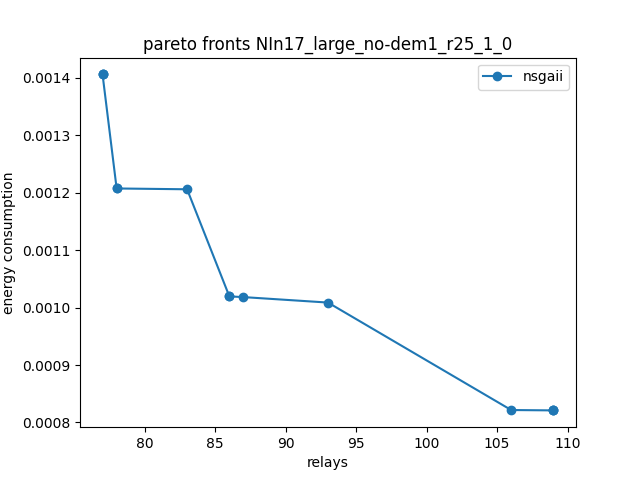 pareto fronts NIn17_large_no-dem1_r25_1_0
nsgaii
energy consumption
0.0014
0.0013
0.0012
0.0011
0.0010
0.0009
0.0008
80 85 90 95 100 105 110
relays